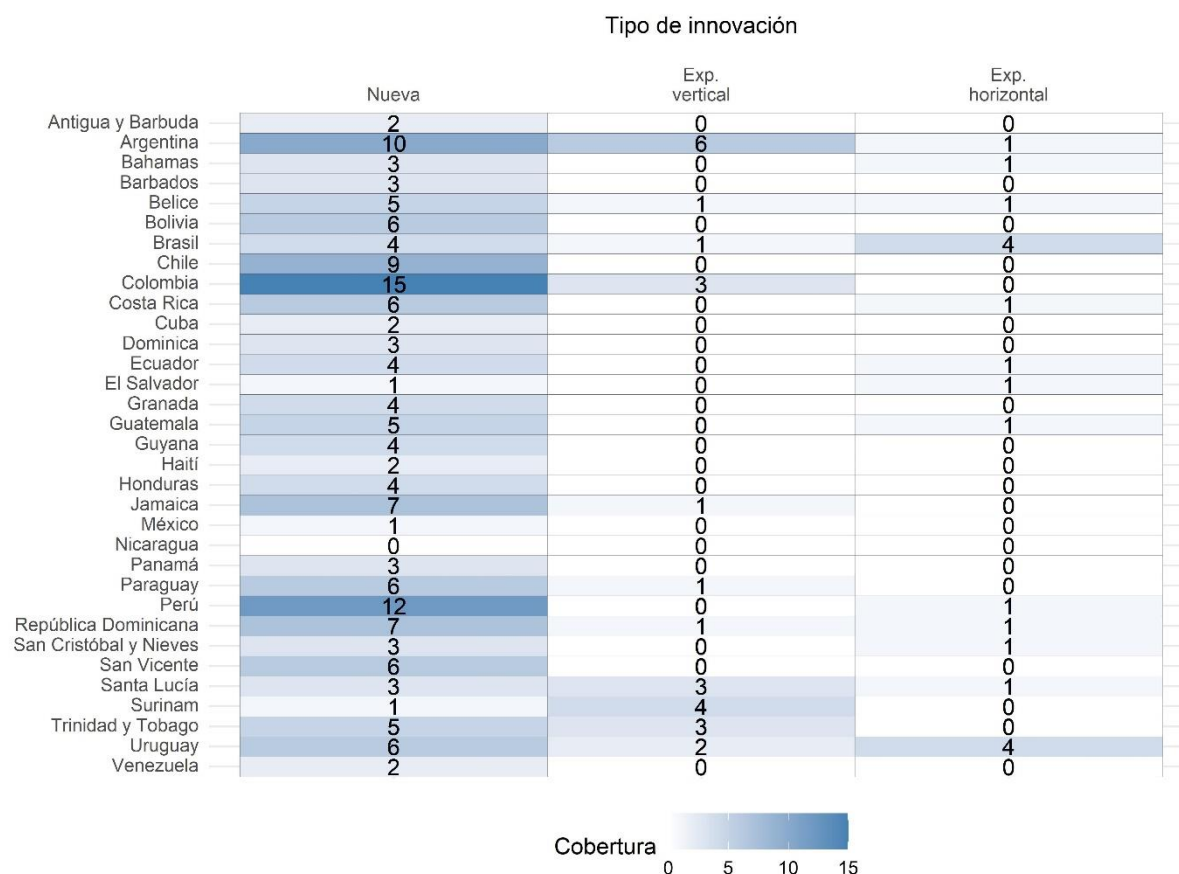 Tipo de innovación
Nueva
Exp.
vertical
Exp.
horizontal
Antigua y Barbuda 2 0 0
Argentina 10 6 1
Bahamas 3 0 1
Barbados 3 0 0
Belice 5 1 1
Bolivia 6 0 0
Brasil 4 1 4
Chile 9 0 0
Colombia 15 3 0
Costa Rica 6 0 1
Cuba 2 0 0
Dominica 3 0 0
Ecuador 4 0 1
El Salvador 1 0 1
Granada 4 0 0
Guatemala 5 0 1
Guyana 4 0 0
Haití 2 0 0
Honduras 4 0 0
Jamaica 7 1 0
México 1 0 0
Nicaragua 0 0 0
Panamá 3 0 0
Paraguay 6 1 0
Perú 12 0 1
República Dominicana 7 1 1
San Cristóbal y Nieves 3 0 1
San Vicente 6 0 0
Santa Lucía 3 3 1
Surinam 1 4 0
Trinidad y Tobago 5 3 0
Uruguay 6 2 4
Venezuela 2 0 0
Cobertura
0 5 10 15